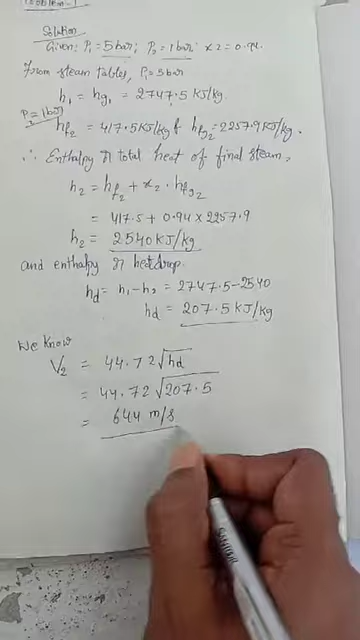 Problem-1
Solution
Given: P₁ = 5 bar; P₂ = 1 bar; x2 = 0.94.
From steam tables, P₁ = 5 bar
h₁ = hg₁ = 2747.5 KJ/kg.
P₂ = 1 bar
hf₂ = 417.5 KJ/kg & hfg₂ = 2257.9 KJ/kg.
∴ Enthalpy or total heat of final steam,
h₂ = hf₂ + x₂ · hfg₂
= 417.5 + 0.94 × 2257.9
h₂ = 2540 KJ/kg
and enthalpy or heat drop.
hd = h₁ - h₂ = 2747.5 - 2540
hd = 207.5 KJ/kg
We know
V₂ = 44.72√hd
= 44.72√207.5
= 644 m/s